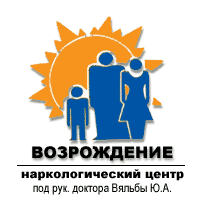 ВОЗРОЖДЕНИЕ
наркологический центр
под рук. доктора Вяльбы Ю.А.